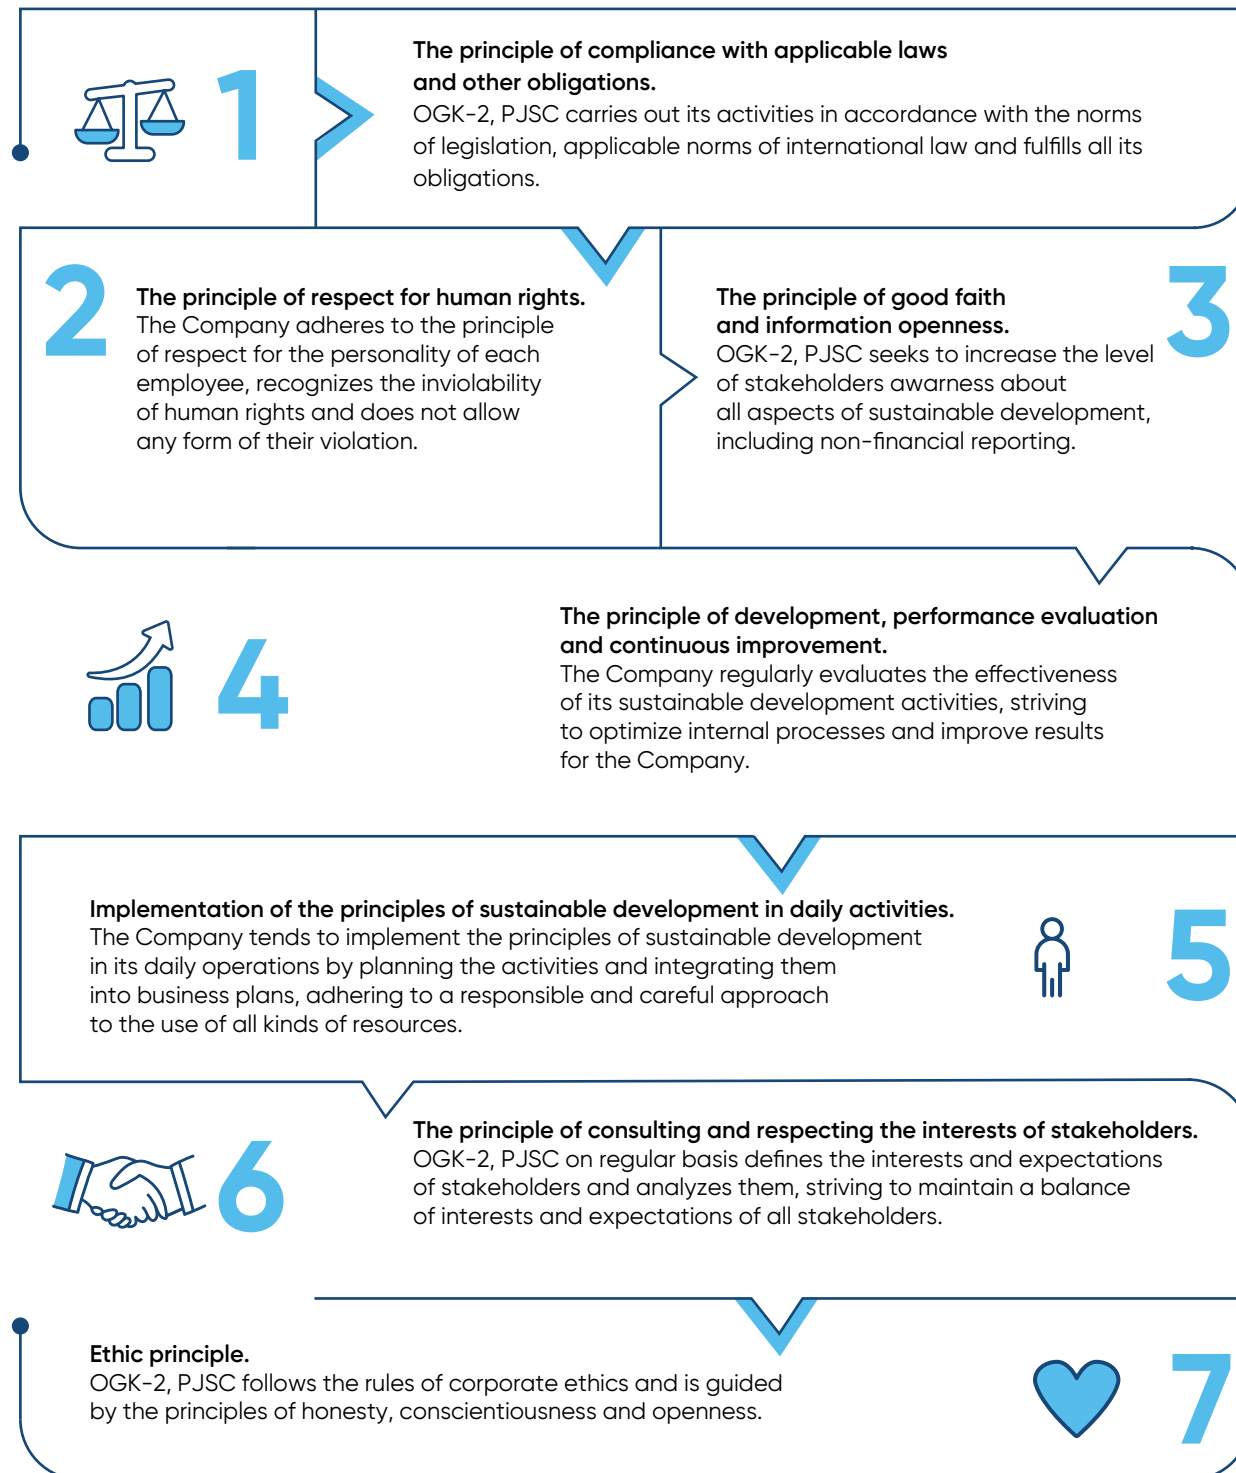 1
The principle of compliance with applicable laws
and other obligations.
OGK-2, PJSC carries out its activities in accordance with the norms
of legislation, applicable norms of international law and fulfills all its
obligations.
2
The principle of respect for human rights.
The Company adheres to the principle
of respect for the personality of each
employee, recognizes the inviolability
of human rights and does not allow
any form of their violation.
3
The principle of good faith
and information openness.
OGK-2, PJSC seeks to increase the level
of stakeholders awarness about
all aspects of sustainable development,
including non-financial reporting.
4
The principle of development, performance evaluation
and continuous improvement.
The Company regularly evaluates the effectiveness
of its sustainable development activities, striving
to optimize internal processes and improve results
for the Company.
Implementation of the principles of sustainable development in daily activities.
The Company tends to implement the principles of sustainable development
in its daily operations by planning the activities and integrating them
into business plans, adhering to a responsible and careful approach
to the use of all kinds of resources.
5
6
The principle of consulting and respecting the interests of stakeholders.
OGK-2, PJSC on regular basis defines the interests and expectations
of stakeholders and analyzes them, striving to maintain a balance
of interests and expectations of all stakeholders.
Ethic principle.
OGK-2, PJSC follows the rules of corporate ethics and is guided
by the principles of honesty, conscientiousness and openness.
7